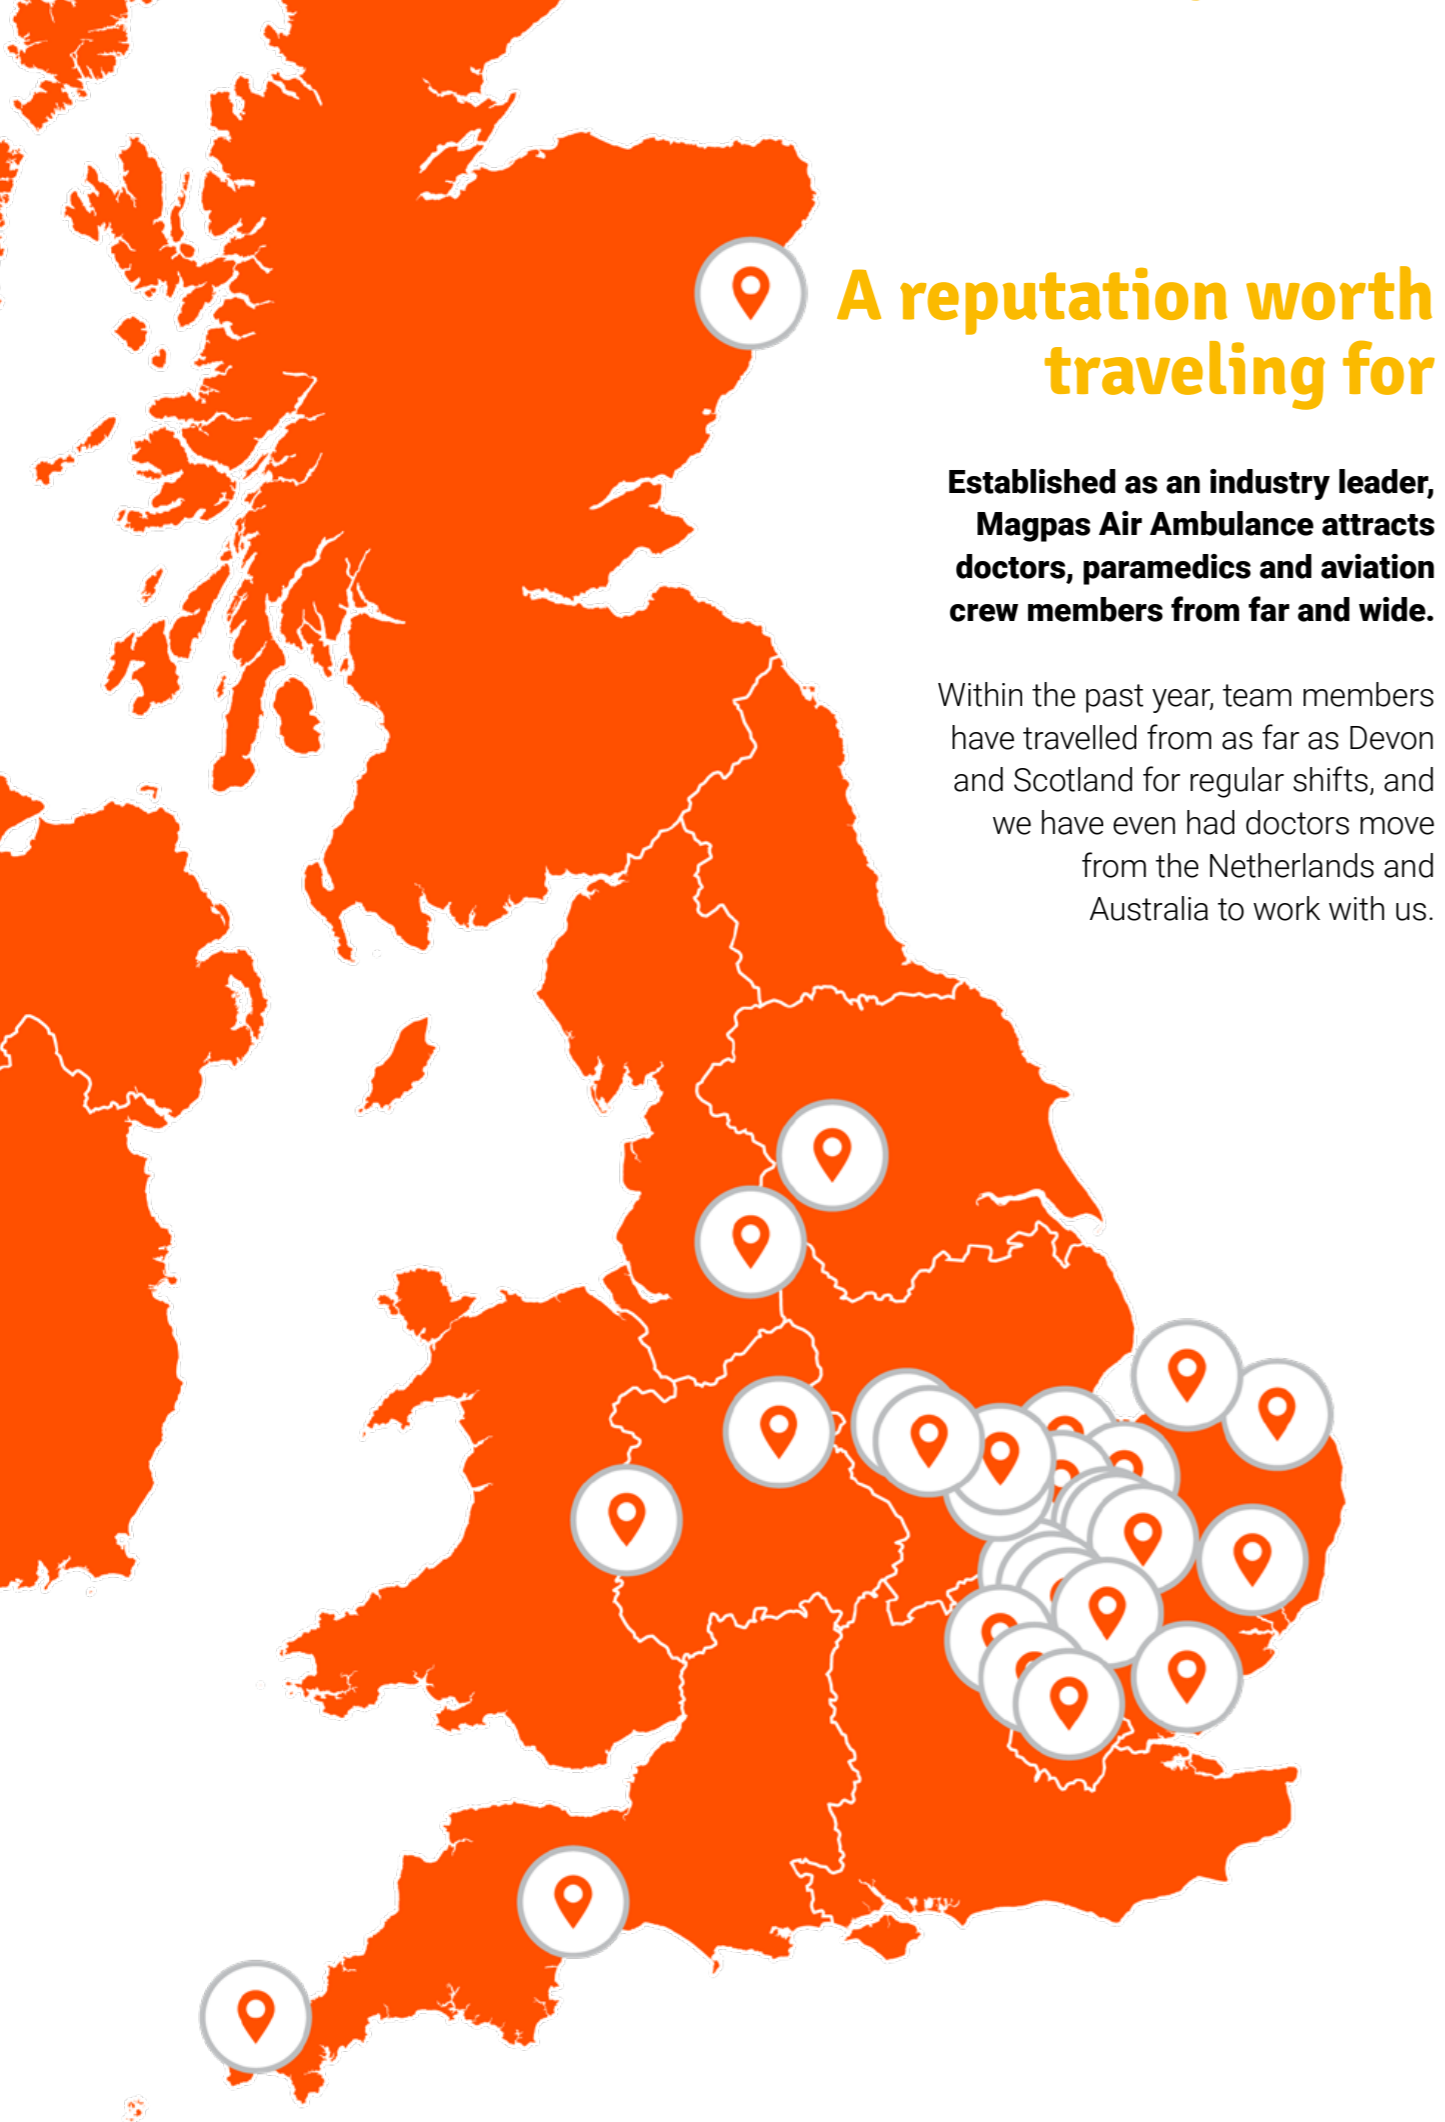 A reputation worth
traveling for
Established as an industry leader,
Magpas Air Ambulance attracts
doctors, paramedics and aviation
crew members from far and wide.
Within the past year, team members
have travelled from as far as Devon
and Scotland for regular shifts, and
we have even had doctors move
from the Netherlands and
Australia to work with us.